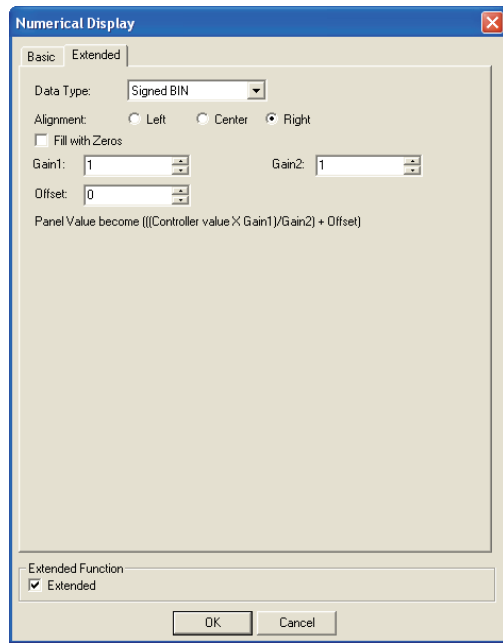 Numerical Display
Basic Extended
Data Type: Signed BIN
Alignment: Left Center Right
Fill with Zeros
Gain1: 1 Gain2: 1
Offset: 0
Panel Value become (((Controller value X Gain1)/Gain2) + Offset)
Extended Function
Extended
OK Cancel